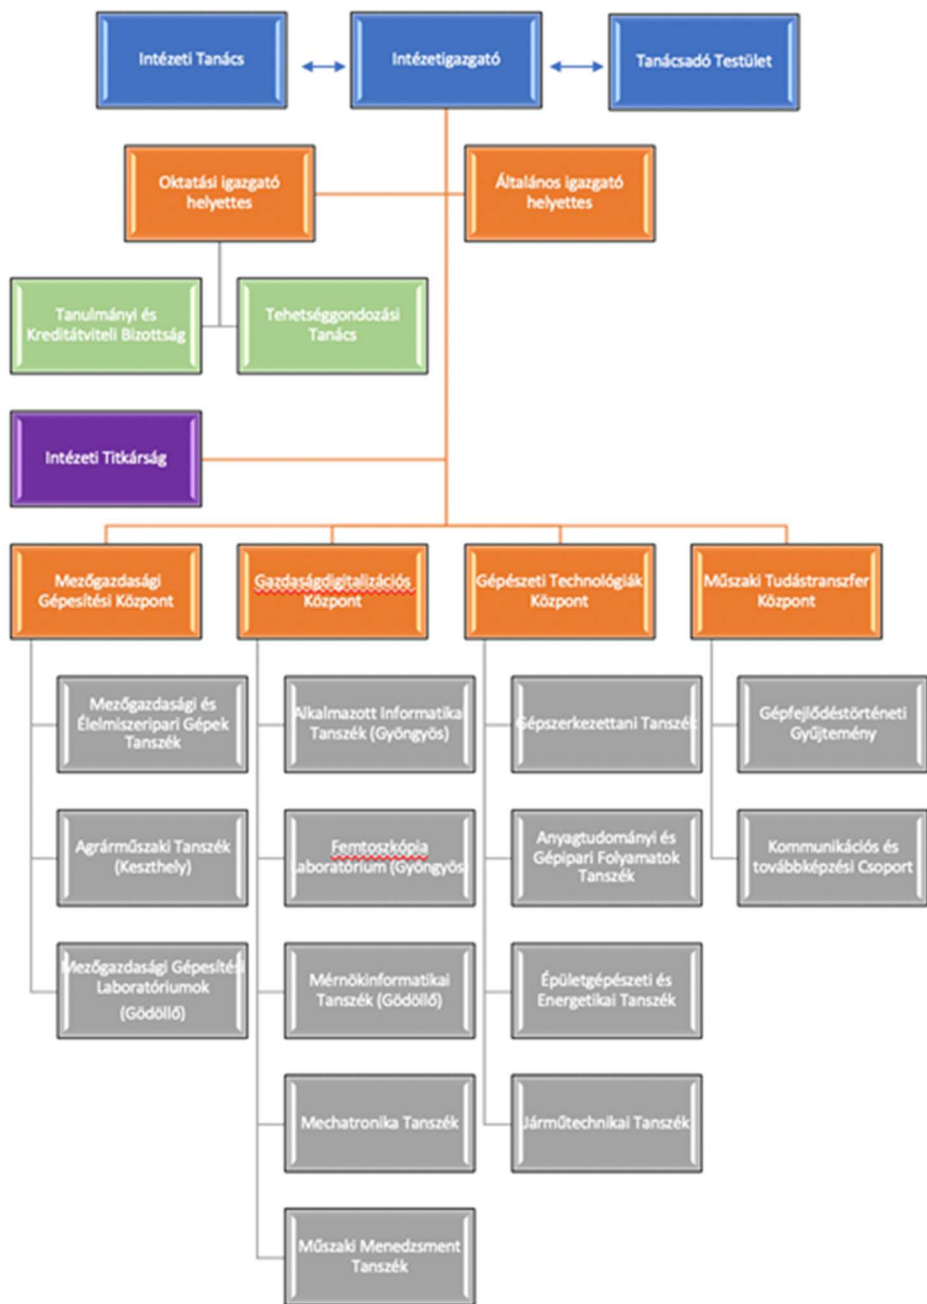 Intézeti Tanács
Intézetigazgató
Tanácsadó Testület
Oktatási igazgató
helyettes
Általános igazgató
helyettes
Tanulmányi és
Kreditátviteli Bizottság
Tehetséggondozási
Tanács
Intézeti Titkárság
Mezőgazdasági
Gépesítési Központ
Gazdaságdigitalizációs
Központ
Gépészeti Technológiák
Központ
Műszaki Tudástranszfer
Központ
Mezőgazdasági és
Élelmiszeripari Gépek
Tanszék
Agrárműszaki Tanszék
(Keszthely)
Mezőgazdasági Gépesítési
Laboratóriumok
(Gödöllő)
Alkalmazott Informatika
Tanszék (Gyöngyös)
Femtoszkópia
Laboratórium (Gyöngyös)
Mérnökinformatikai
Tanszék (Gödöllő)
Mechatronika Tanszék
Műszaki Menedzsment
Tanszék
Gépszerkezettani Tanszék
Anyagtudományi és
Gépipari Folyamatok
Tanszék
Épületgépészeti és
Energetikai Tanszék
Járműtechnikai Tanszék
Gépfejlődéstörténeti
Gyűjtemény
Kommunikációs és
továbbképzési Csoport